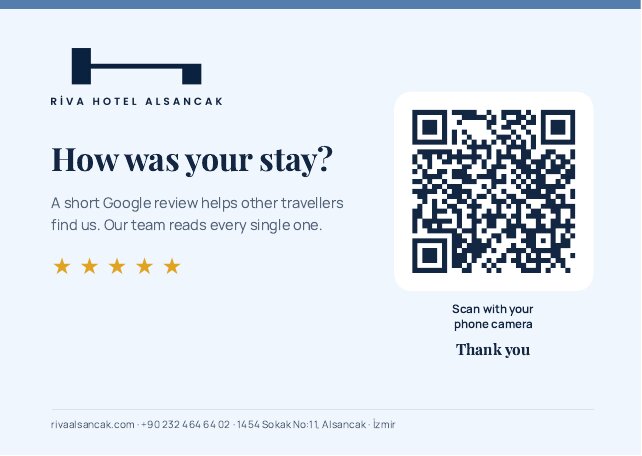 RİVA HOTEL ALSANCAK
How was your stay?
A short Google review helps other travellers
find us. Our team reads every single one.
Scan with your
phone camera
Thank you
rivaalsancak.com · +90 232 464 64 02 · 1454 Sokak No:11, Alsancak · İzmir